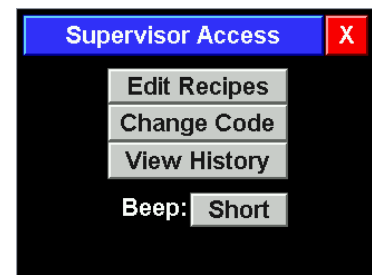 Supervisor Access X
Edit Recipes
Change Code
View History
Beep: Short